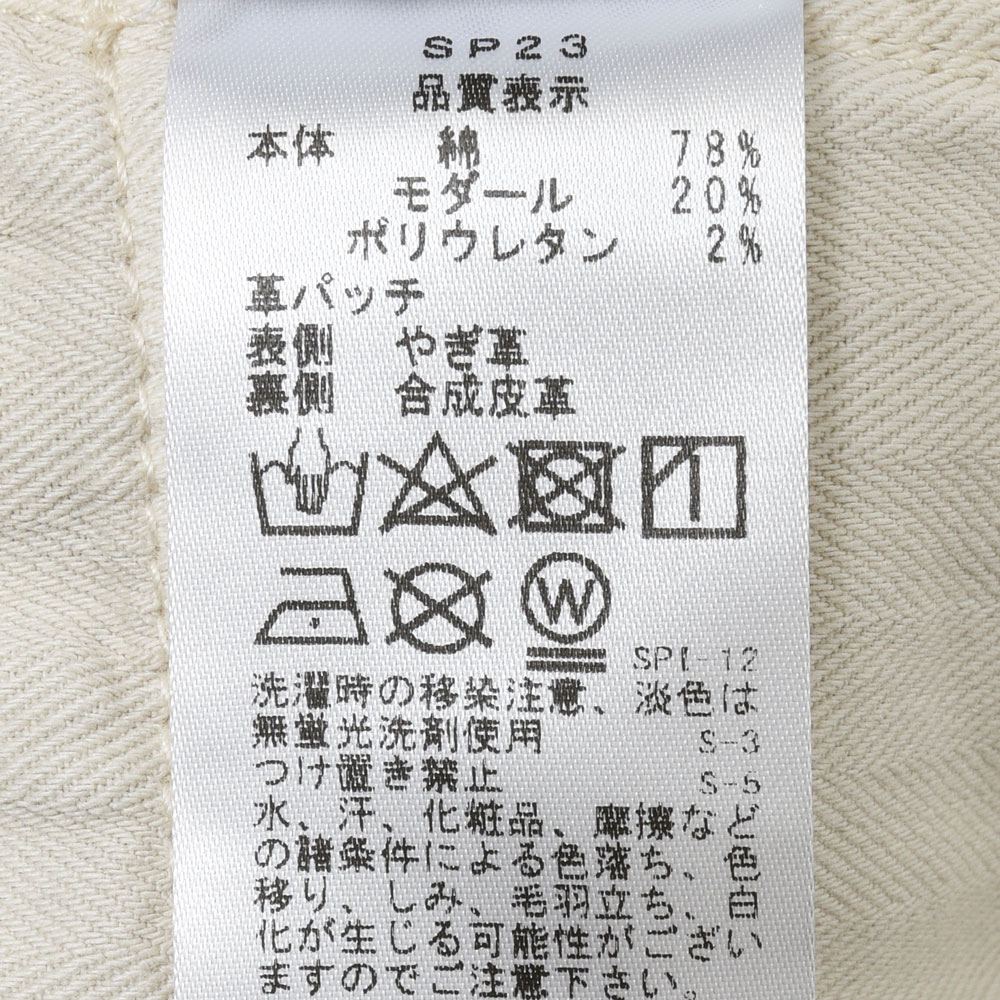 SP23
品質表示
本体 綿 78%
モダール 20%
ポリウレタン 2%
革パッチ
表側 やぎ革
裏側 合成皮革
W
SPI-12
洗濯時の移染注意、淡色は
無蛍光洗剤使用 S-3
つけ置き禁止 S-5
水、汗、化粧品、摩擦など
の諸条件による色落ち、色
移り、しみ、毛羽立ち、白
化が生じる可能性がござい
ますのでご注意下さい。